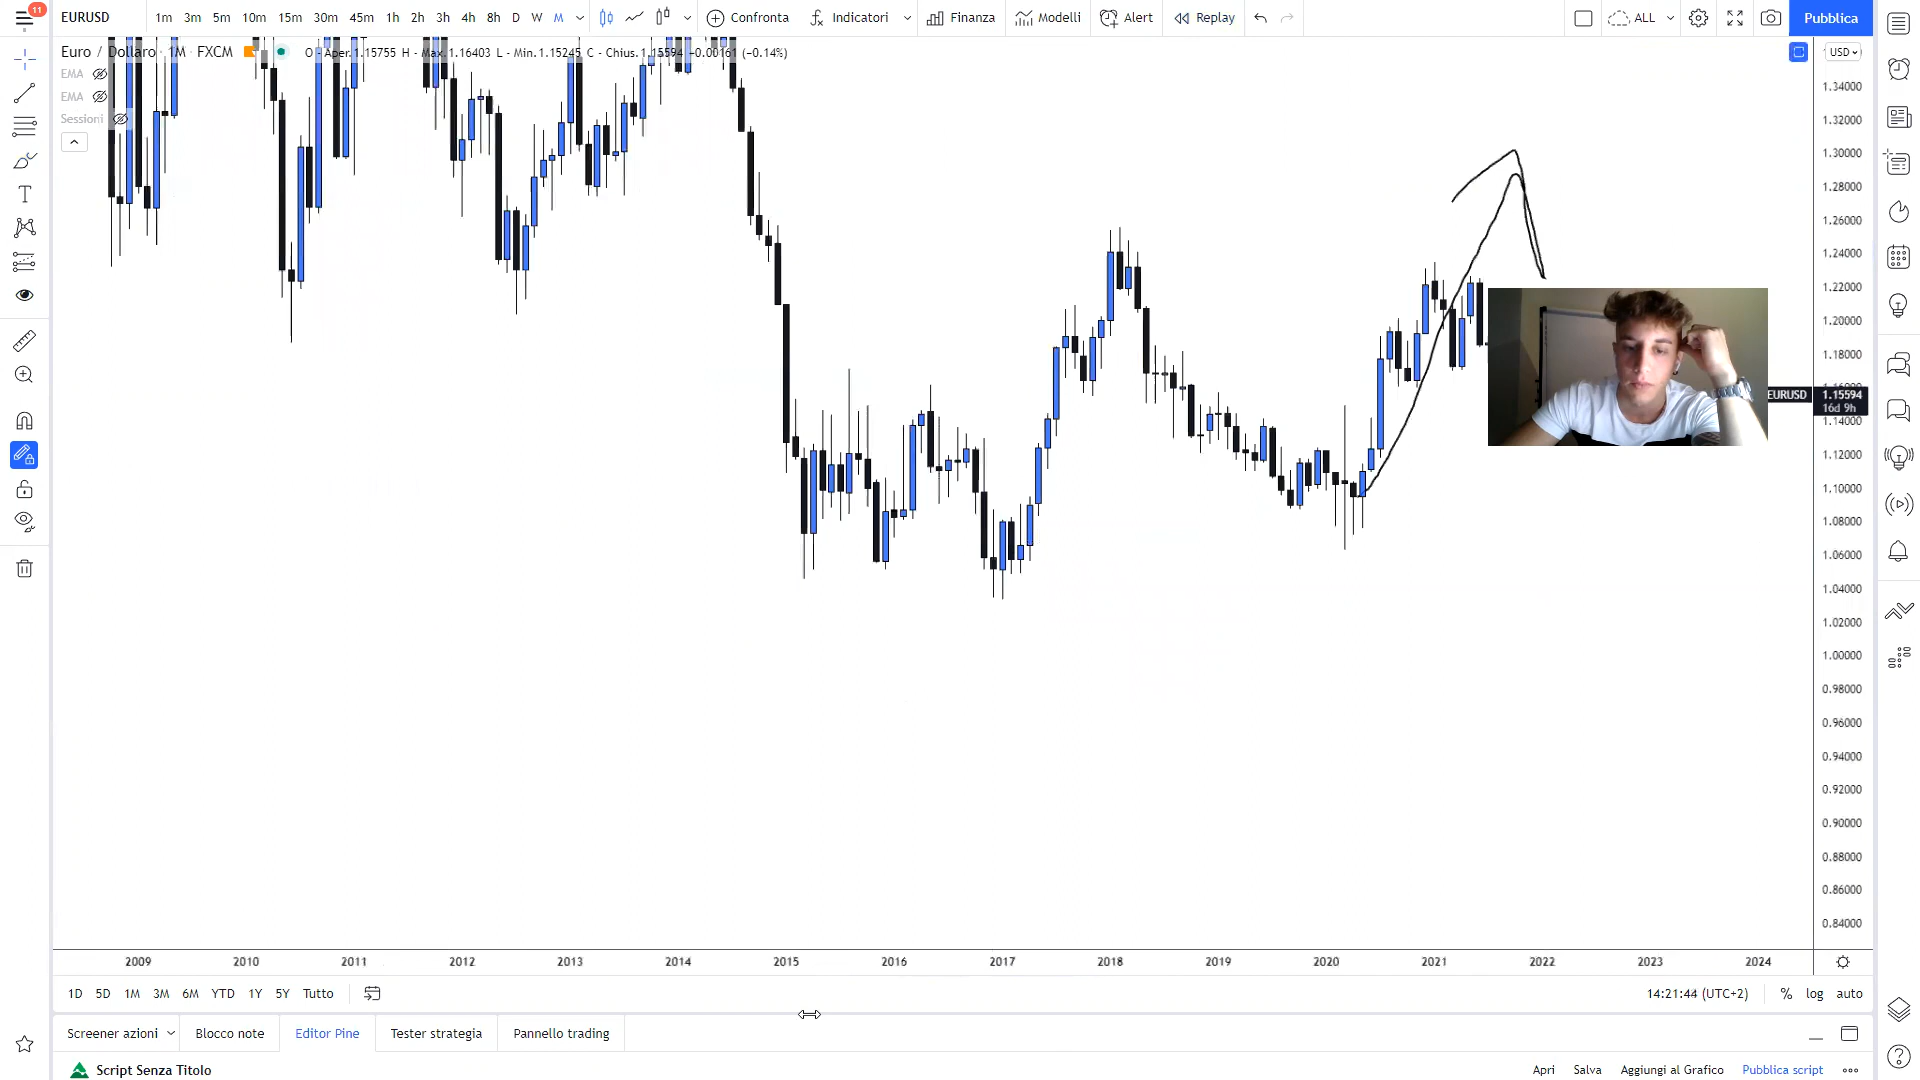 11
EURUSD 1m 3m 5m 10m 15m 30m 45m 1h 2h 3h 4h 8h D W M Confronta Indicatori Finanza Modelli Alert Replay ALL Pubblica
Euro / Dollaro · 1M · FXCM O - Aper.1.15755 H - Max.1.16403 L - Min.1.15245 C - Chius.1.15594 −0.00161 (−0.14%) USD
EMA
EMA
Sessioni
1.34000
1.32000
1.30000
1.28000
1.26000
1.24000
1.22000
1.20000
1.18000
1.16000
EURUSD 1.15594
16d 9h
1.14000
1.12000
1.10000
1.08000
1.06000
1.04000
1.02000
1.00000
0.98000
0.96000
0.94000
0.92000
0.90000
0.88000
0.86000
0.84000
2009 2010 2011 2012 2013 2014 2015 2016 2017 2018 2019 2020 2021 2022 2023 2024
1D 5D 1M 3M 6M YTD 1Y 5Y Tutto 14:21:44 (UTC+2) % log auto
Screener azioni Blocco note Editor Pine Tester strategia Pannello trading
Script Senza Titolo Apri Salva Aggiungi al Grafico Pubblica script